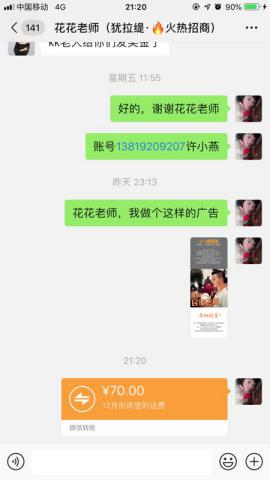 中国移动 4G 21:20 90%
141 花花老师（犹拉缇·🔥火热招商）
kk老大给你们发奖金了
星期五 11:55
好的，谢谢花花老师
账号13819209207许小燕
昨天 23:13
花花老师，我做个这样的广告
21:20
¥70.00
12月份床垫的运费
微信转账